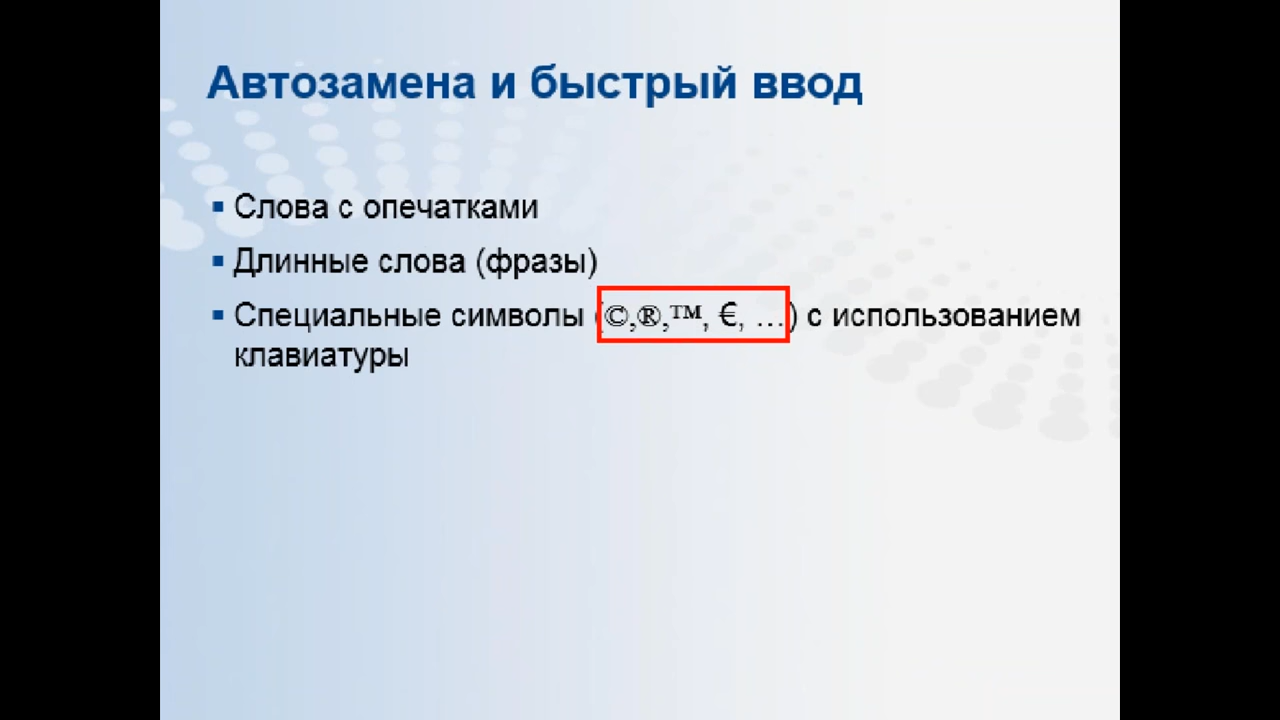 Автозамена и быстрый ввод
▪ Слова с опечатками
▪ Длинные слова (фразы)
▪ Специальные символы (©,®,™, €, …) с использованием
клавиатуры